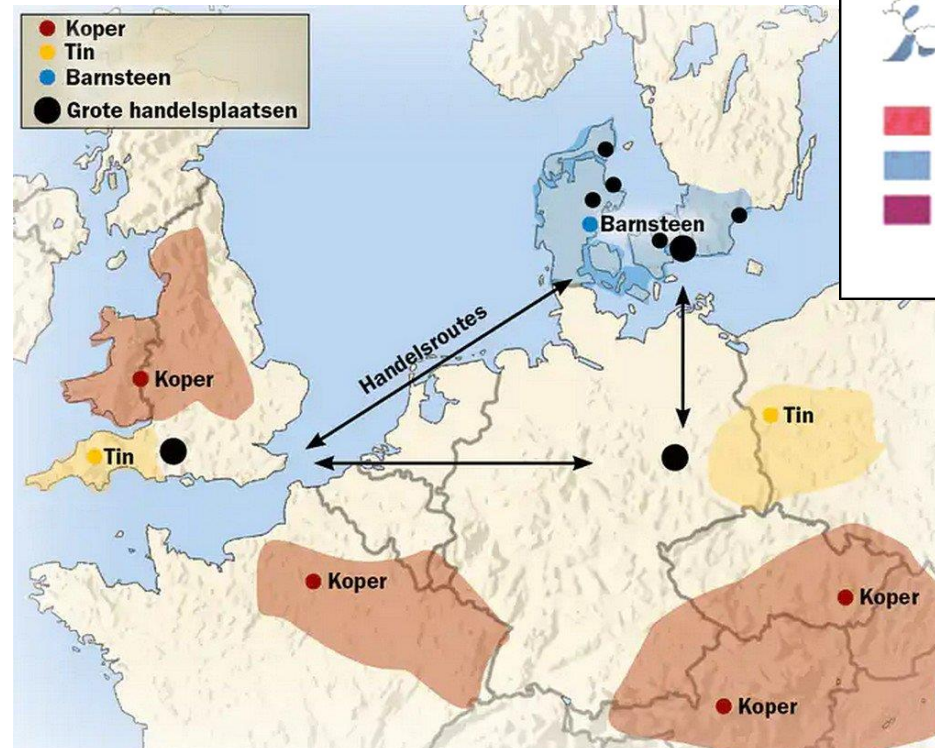 Koper
Tin
Barnsteen
Grote handelsplaatsen
Barnsteen
Handelsroutes
Koper
Tin
Tin
Koper
Koper
Koper